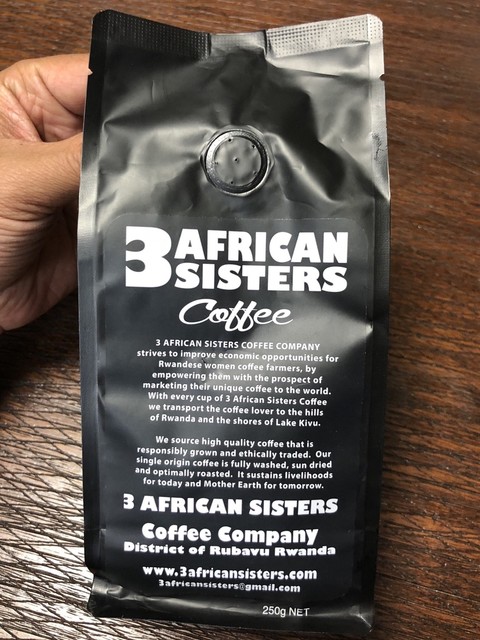 3 AFRICAN
SISTERS
Coffee
3 AFRICAN SISTERS COFFEE COMPANY
strives to improve economic opportunities for
Rwandese women coffee farmers, by
empowering them with the prospect of
marketing their unique coffee to the world.
With every cup of 3 African Sisters Coffee
we transport the coffee lover to the hills
of Rwanda and the shores of Lake Kivu.
We source high quality coffee that is
responsibly grown and ethically traded. Our
single origin coffee is fully washed, sun dried
and optimally roasted. It sustains livelihoods
for today and Mother Earth for tomorrow.
3 AFRICAN SISTERS
Coffee Company
District of Rubavu Rwanda
www.3africansisters.com
3africansisters@gmail.com
250g NET